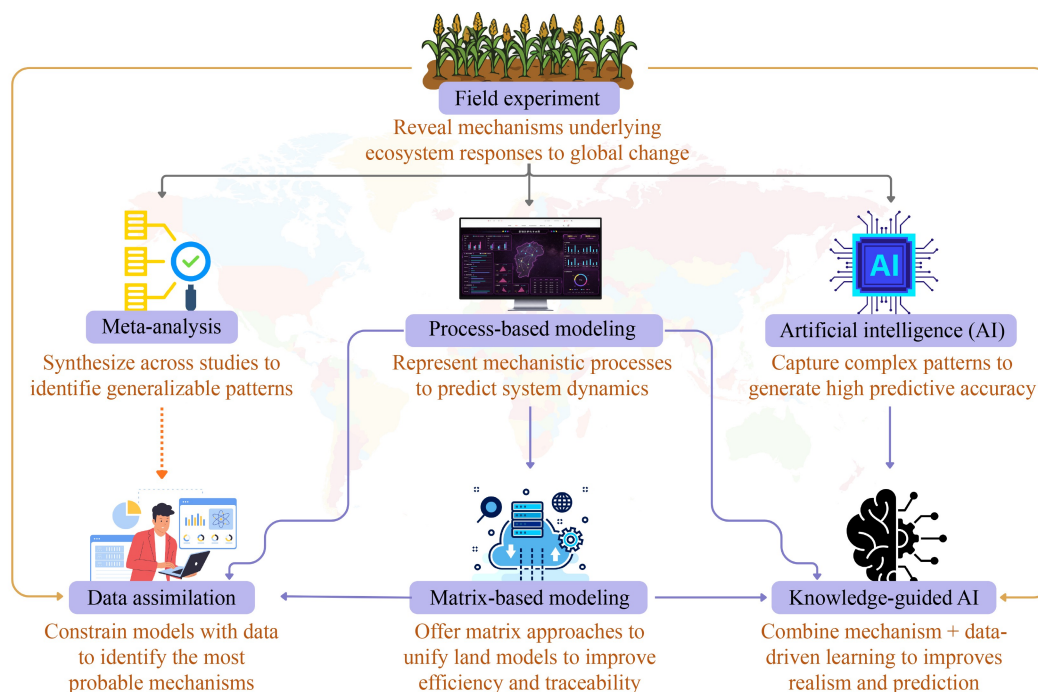 Field experiment
Reveal mechanisms underlying
ecosystem responses to global change
Meta-analysis
Synthesize across studies to
identifie generalizable patterns
Process-based modeling
Represent mechanistic processes
to predict system dynamics
AI
Artificial intelligence (AI)
Capture complex patterns to
generate high predictive accuracy
Data assimilation
Constrain models with data
to identify the most
probable mechanisms
Matrix-based modeling
Offer matrix approaches to
unify land models to improve
efficiency and traceability
Knowledge-guided AI
Combine mechanism + data-
driven learning to improves
realism and prediction